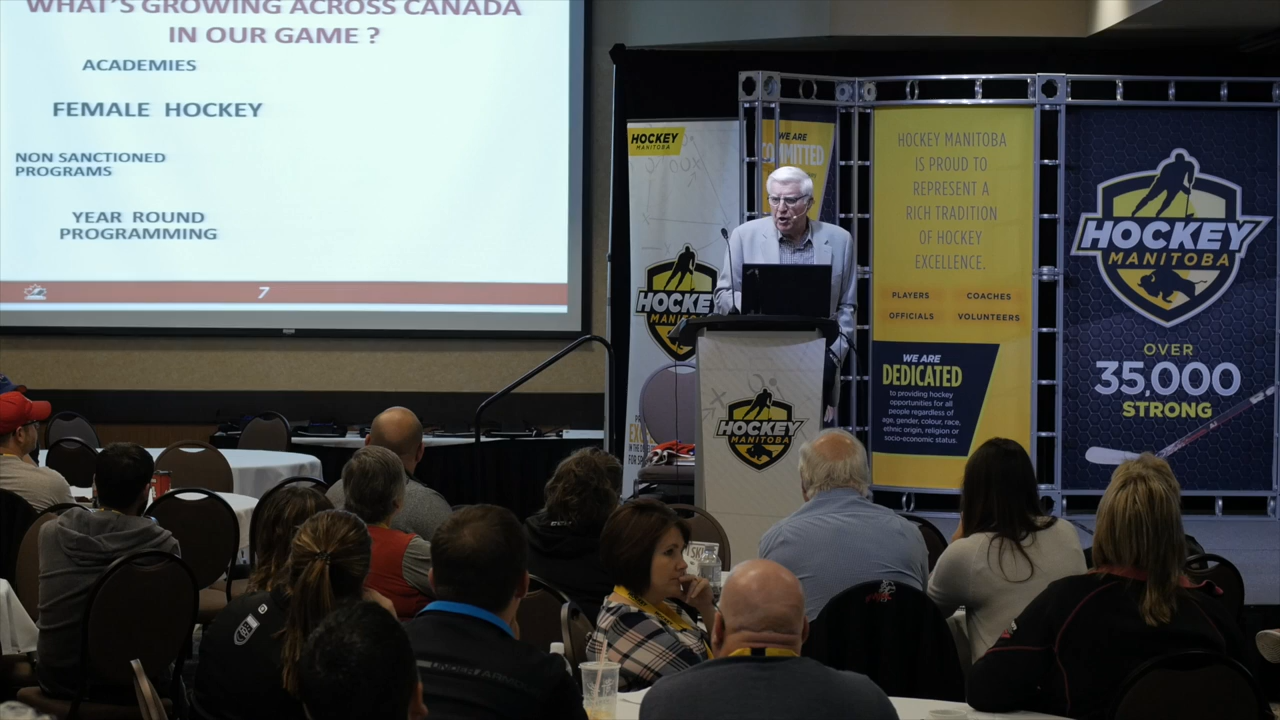 WHAT'S GROWING ACROSS CANADA
IN OUR GAME ?
ACADEMIES
FEMALE HOCKEY
NON SANCTIONED
PROGRAMS
YEAR ROUND
PROGRAMMING
7
HOCKEY
MANITOBA
HOCKEY
WE ARE
COMMITTED
HOCKEY
MANITOBA
HOCKEY MANITOBA
IS PROUD TO
REPRESENT A
RICH TRADITION
OF HOCKEY
EXCELLENCE.
PLAYERS COACHES
OFFICIALS VOLUNTEERS
WE ARE
DEDICATED
to providing hockey
opportunities for all
people regardless of
age, gender, colour, race,
ethnic origin, religion or
socio-economic status.
HOCKEY
MANITOBA
OVER
35,000
STRONG